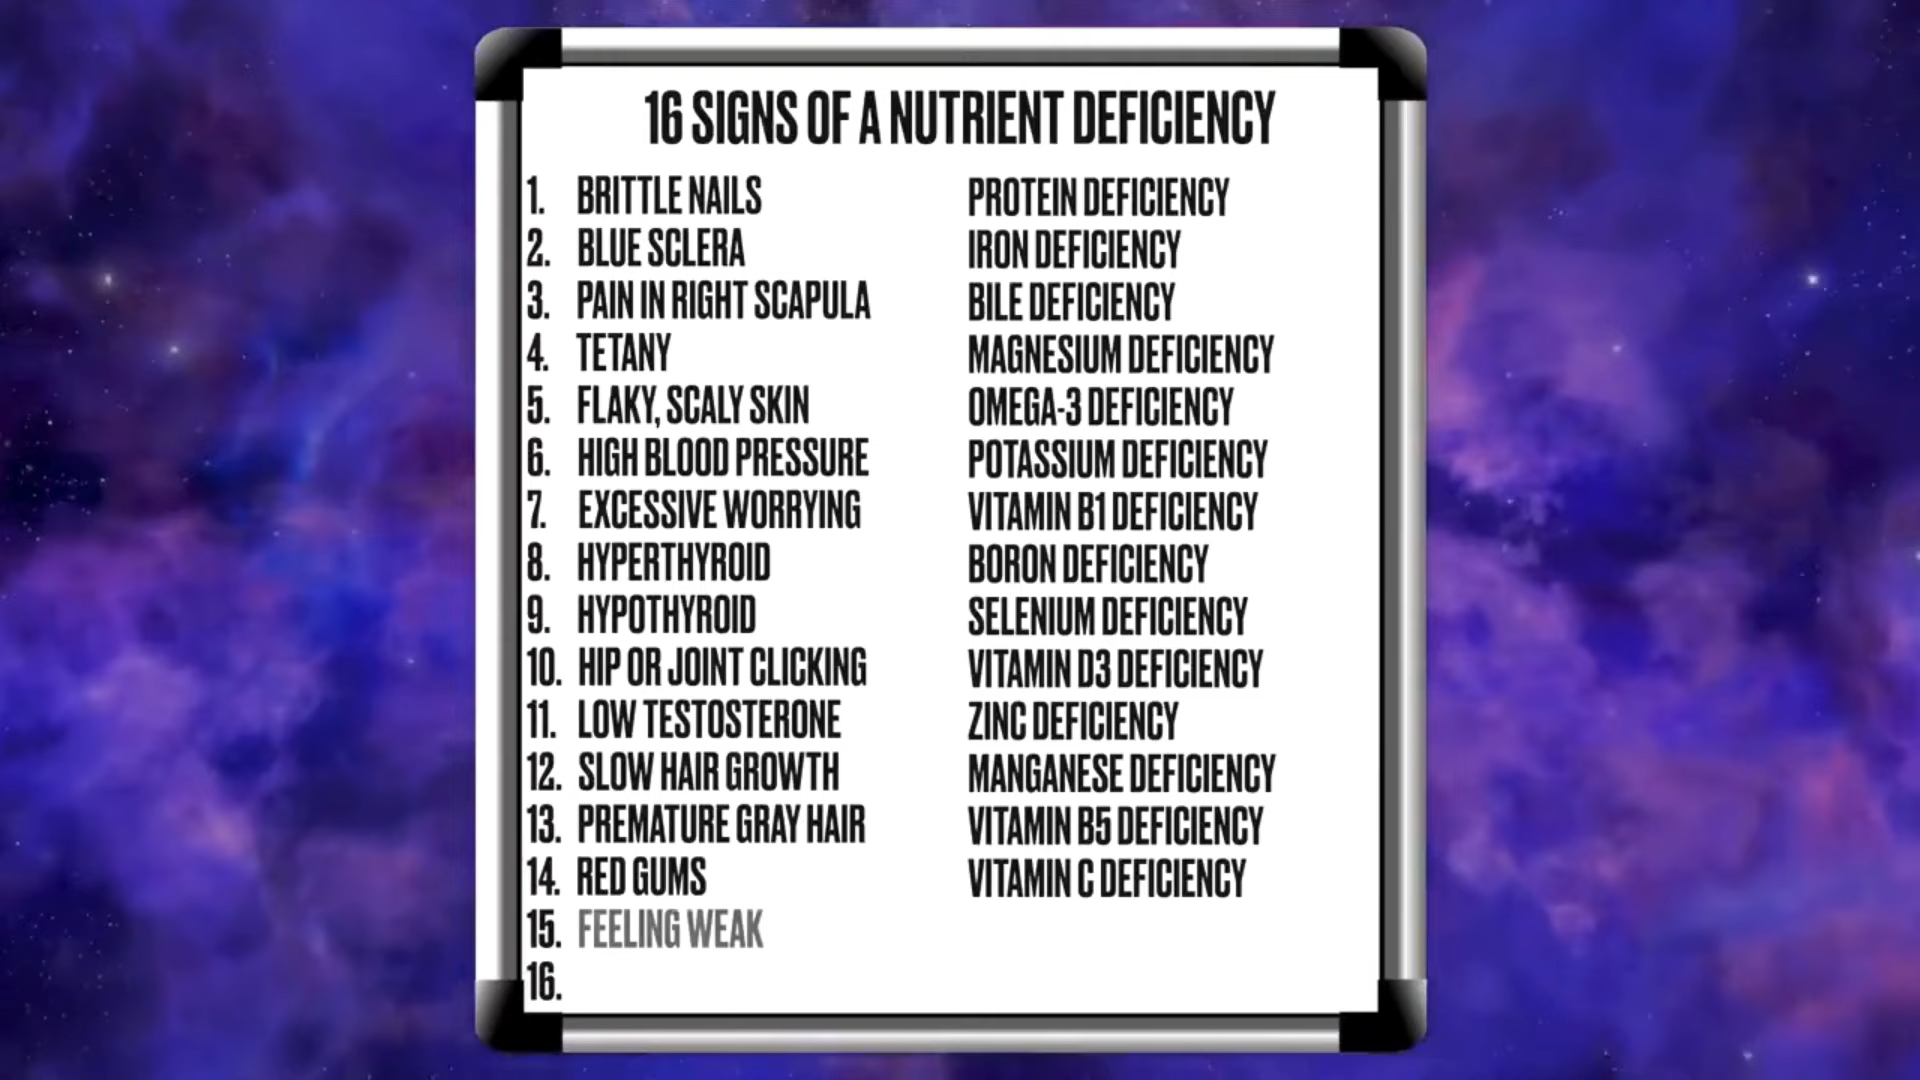 16 SIGNS OF A NUTRIENT DEFICIENCY
1. BRITTLE NAILS PROTEIN DEFICIENCY
2. BLUE SCLERA IRON DEFICIENCY
3. PAIN IN RIGHT SCAPULA BILE DEFICIENCY
4. TETANY MAGNESIUM DEFICIENCY
5. FLAKY, SCALY SKIN OMEGA-3 DEFICIENCY
6. HIGH BLOOD PRESSURE POTASSIUM DEFICIENCY
7. EXCESSIVE WORRYING VITAMIN B1 DEFICIENCY
8. HYPERTHYROID BORON DEFICIENCY
9. HYPOTHYROID SELENIUM DEFICIENCY
10. HIP OR JOINT CLICKING VITAMIN D3 DEFICIENCY
11. LOW TESTOSTERONE ZINC DEFICIENCY
12. SLOW HAIR GROWTH MANGANESE DEFICIENCY
13. PREMATURE GRAY HAIR VITAMIN B5 DEFICIENCY
14. RED GUMS VITAMIN C DEFICIENCY
15. FEELING WEAK
16.